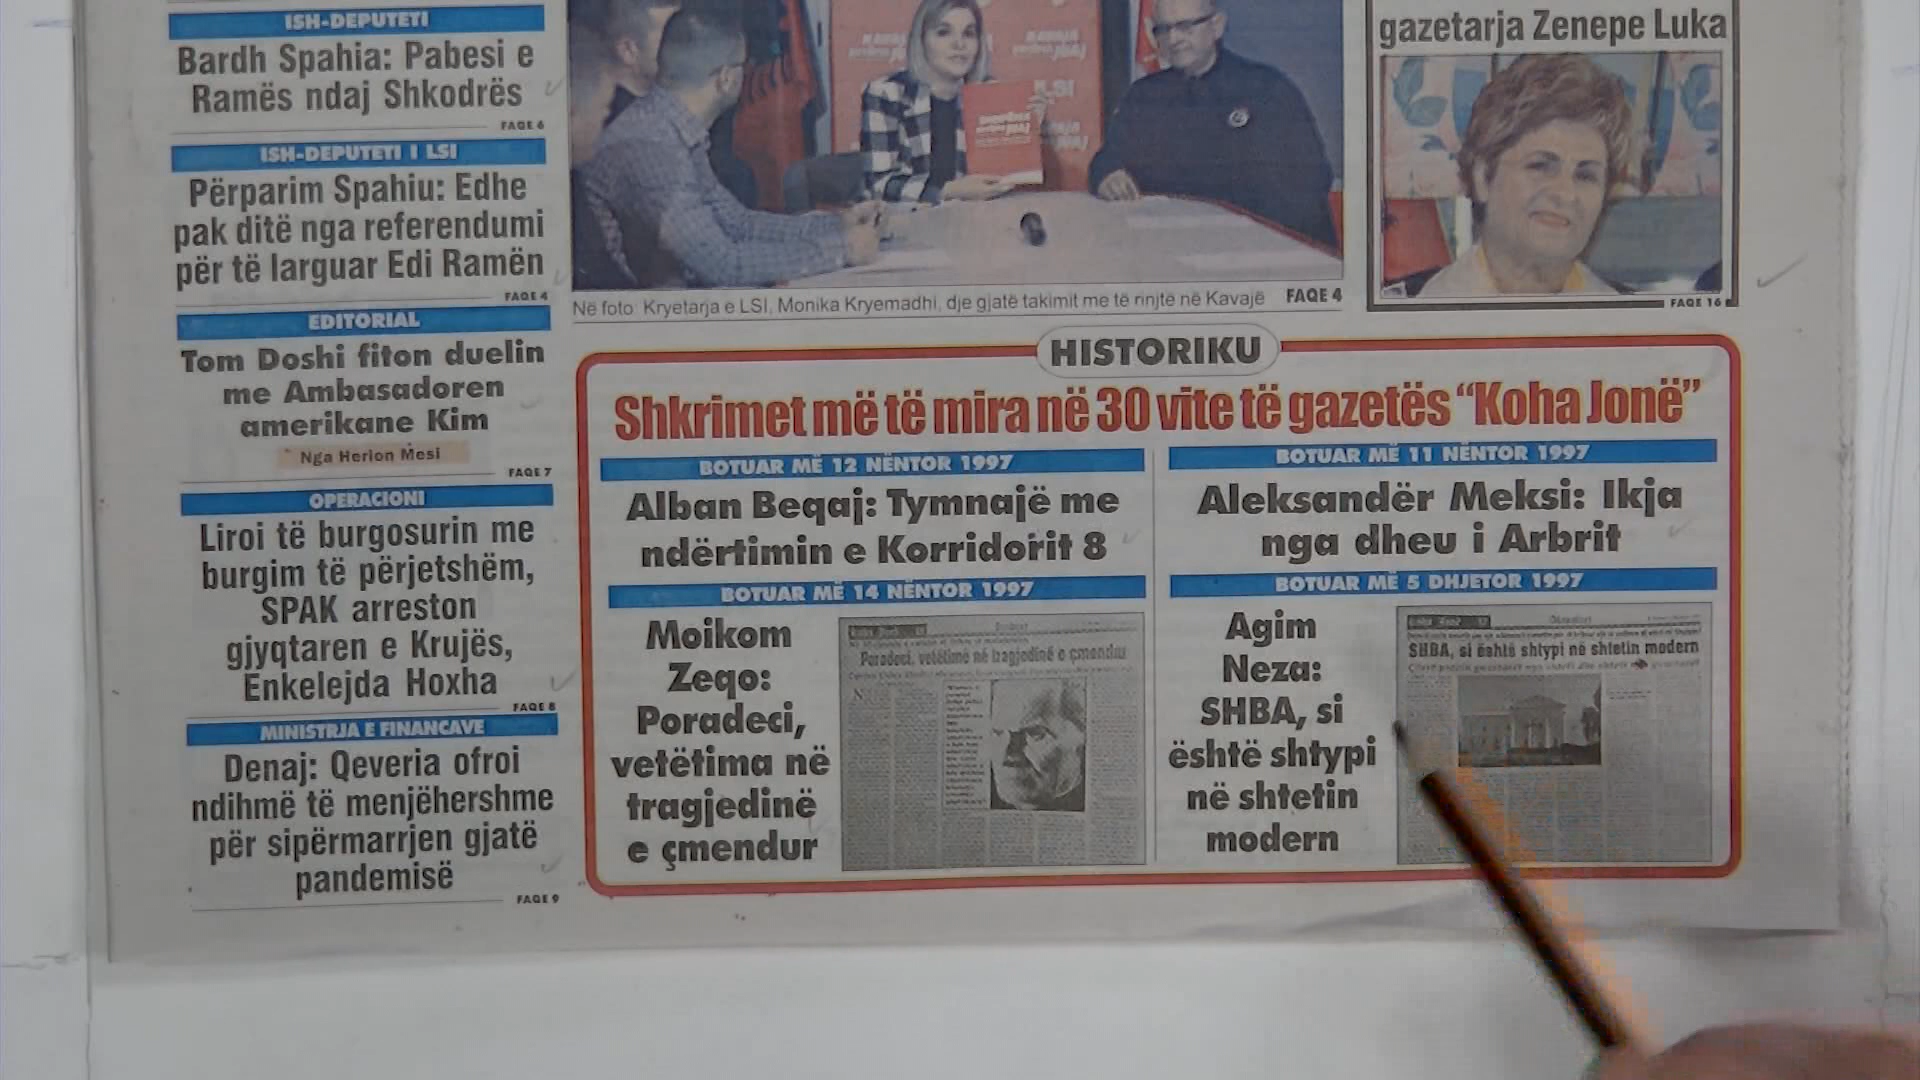 ISH-DEPUTETI
Bardh Spahia: Pabesi e
Ramës ndaj Shkodrës
FAQE 6
ISH-DEPUTETI I LSI
Përparim Spahiu: Edhe
pak ditë nga referendumi
për të larguar Edi Ramën
FAQE 4
EDITORIAL
Tom Doshi fiton duelin
me Ambasadoren
amerikane Kim
Nga Herion Mesi
FAQE 7
OPERACIONI
Liroi të burgosurin me
burgim të përjetshëm,
SPAK arreston
gjyqtaren e Krujës,
Enkelejda Hoxha
FAQE 8
MINISTRJA E FINANCAVE
Denaj: Qeveria ofroi
ndihmë të menjëhershme
për sipërmarrjen gjatë
pandemisë
FAQE 9
LSI
Në foto: Kryetarja e LSI, Monika Kryemadhi, dje gjatë takimit me të rinjtë në Kavajë FAQE 4
gazetarja Zenepe Luka
FAQE 16
HISTORIKU
Shkrimet më të mira në 30 vite të gazetës “Koha Jonë”
BOTUAR MË 12 NËNTOR 1997
Alban Beqaj: Tymnajë me
ndërtimin e Korridorit 8
BOTUAR MË 11 NËNTOR 1997
Aleksandër Meksi: Ikja
nga dheu i Arbrit
BOTUAR MË 14 NËNTOR 1997
Moikom
Zeqo:
Poradeci,
vetëtima në
tragjedinë
e çmendur
Poradeci, vetëtimë në tragjedinë e çmendur
BOTUAR MË 5 DHJETOR 1997
Agim
Neza:
SHBA, si
është shtypi
në shtetin
modern
SHBA, si është shtypi në shtetin modern